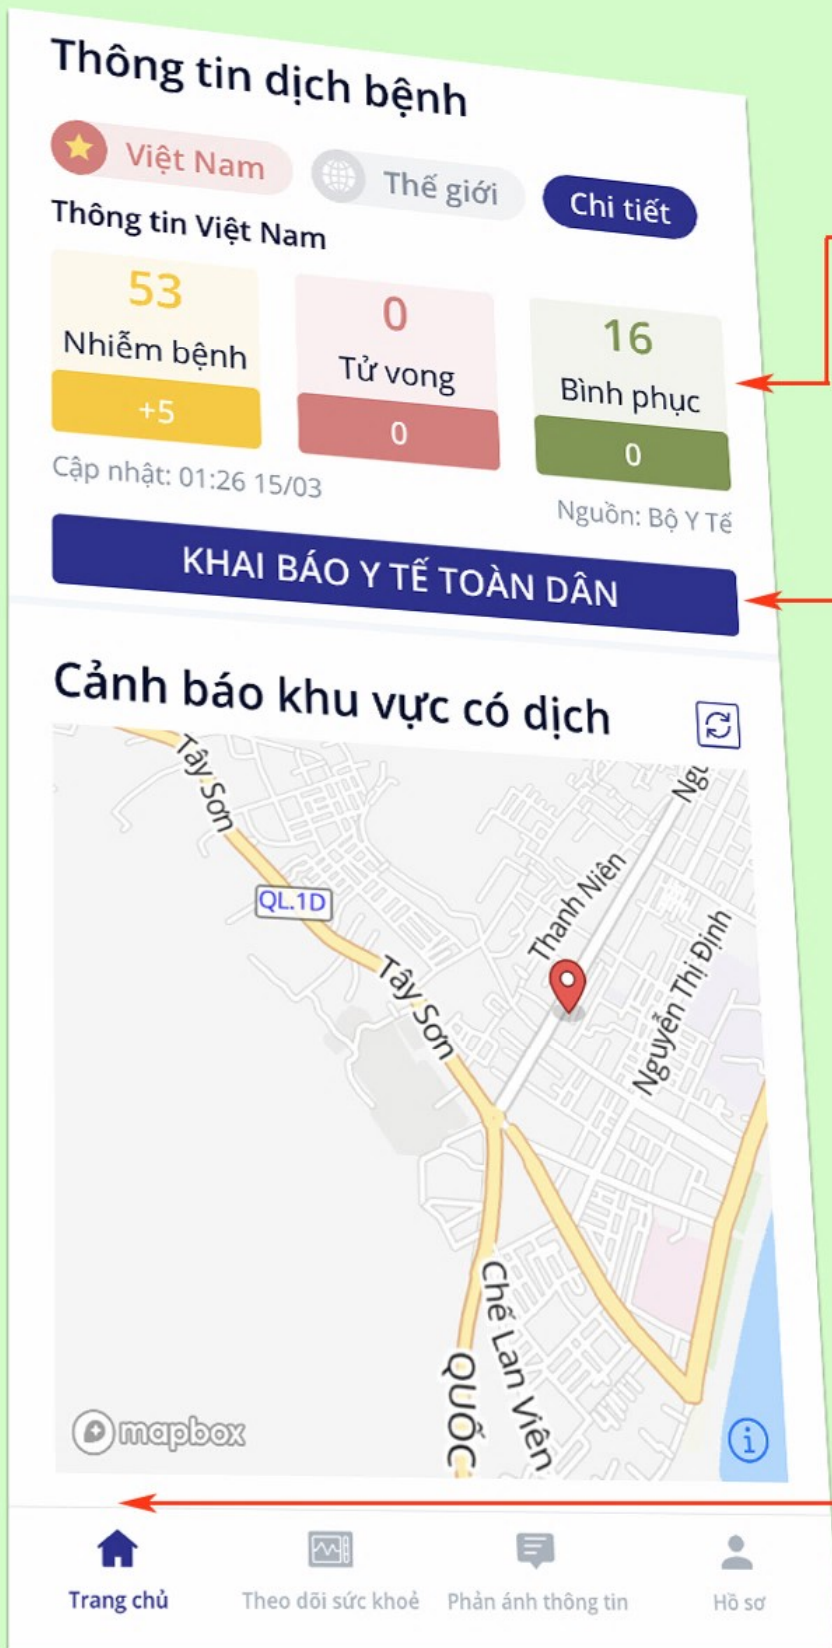 Thông tin dịch bệnh
Việt Nam
Thế giới
Chi tiết
Thông tin Việt Nam
53
Nhiễm bệnh
+5
0
Tử vong
0
16
Bình phục
0
Cập nhật: 01:26 15/03
Nguồn: Bộ Y Tế
KHAI BÁO Y TẾ TOÀN DÂN
Cảnh báo khu vực có dịch
Tây Sơn
Ngu
QL.1D
Thanh Niên
Tây Sơn
Nguyễn Thị Định
Chế Lan Viên
QUỐC
mapbox
i
Trang chủ
Theo dõi sức khoẻ
Phản ánh thông tin
Hồ sơ